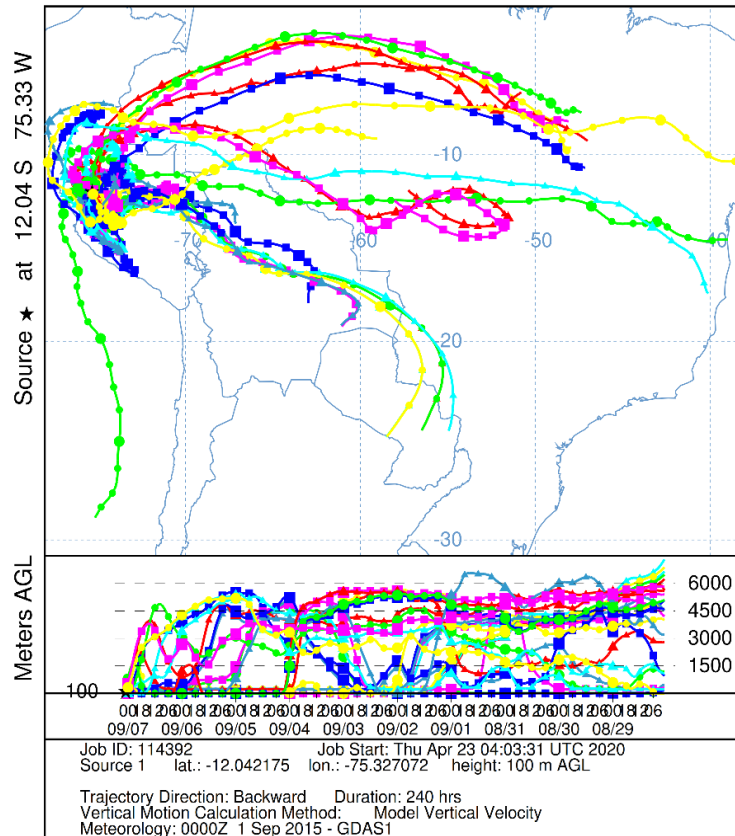 Source ★ at 12.04 S 75.33 W
-10
-70
-60
-50
-20
-30
Meters AGL
6000
4500
3000
1500
100
09/07 09/06 09/05 09/04 09/03 09/02 09/01 08/31 08/30 08/29
Job ID: 114392 Job Start: Thu Apr 23 04:03:31 UTC 2020
Source 1 lat.: -12.042175 lon.: -75.327072 height: 100 m AGL
Trajectory Direction: Backward Duration: 240 hrs
Vertical Motion Calculation Method: Model Vertical Velocity
Meteorology: 0000Z 1 Sep 2015 - GDAS1